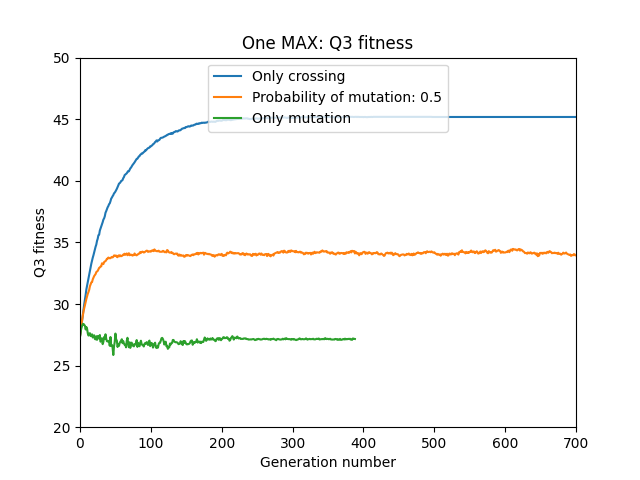 One MAX: Q3 fitness
Only crossing
Probability of mutation: 0.5
Only mutation
Q3 fitness
50
45
40
35
30
25
20
0 100 200 300 400 500 600 700
Generation number